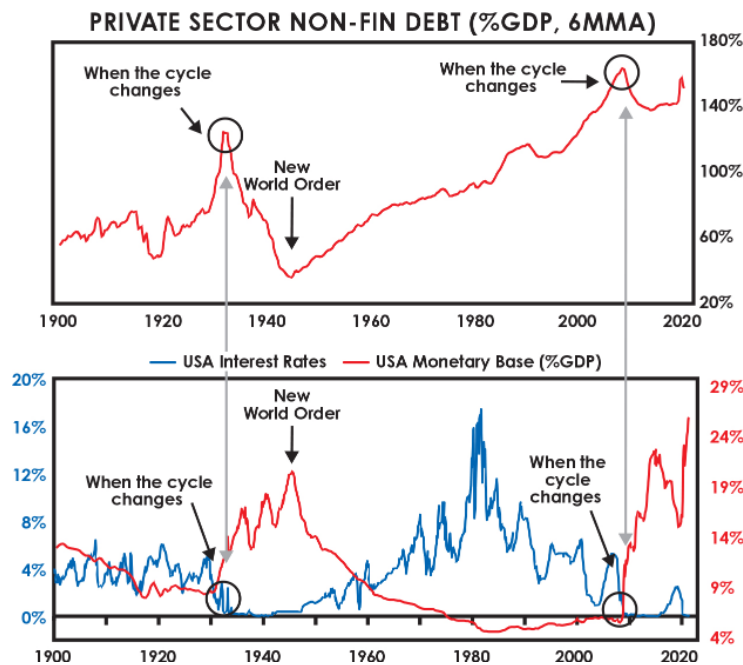 PRIVATE SECTOR NON-FIN DEBT (%GDP, 6MMA)
180%
When the cycle
changes
When the cycle
changes
140%
New
World Order
100%
60%
20%
1900 1920 1940 1960 1980 2000 2020
USA Interest Rates USA Monetary Base (%GDP)
20% 29%
New
World Order
16% 24%
When the
cycle
changes
When the cycle
changes
12% 19%
8% 14%
4% 9%
0% 4%
1900 1920 1940 1960 1980 2000 2020